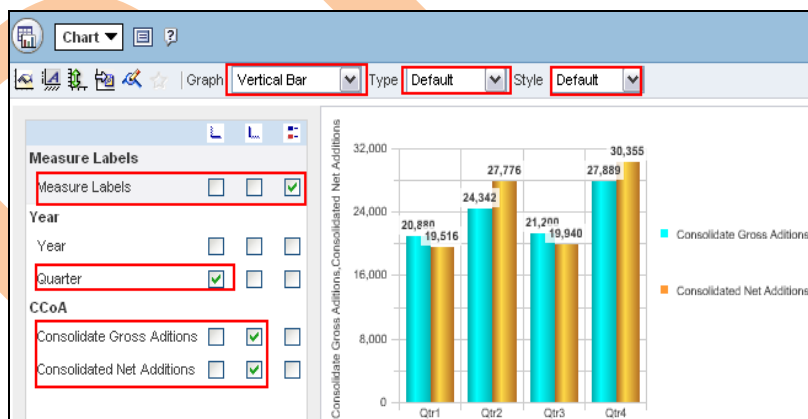 Chart
Graph Vertical Bar Type Default Style Default
Measure Labels
Measure Labels
Year
Year
Quarter
CCoA
Consolidate Gross Aditions
Consolidated Net Additions
Consolidate Gross Aditions,Consolidated Net Additions
32,000
24,000
16,000
8,000
0
20,880
19,516
24,342
27,776
21,200
19,940
27,889
30,355
Qtr1 Qtr2 Qtr3 Qtr4
Consolidate Gross Aditions
Consolidated Net Additions